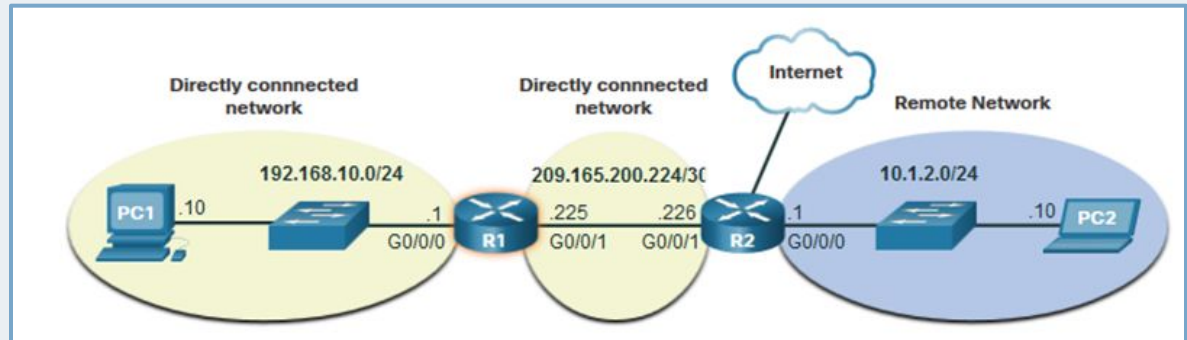 Directly connnected
network
Directly connnected
network
Internet
Remote Network
192.168.10.0/24
209.165.200.224/30
10.1.2.0/24
PC1
.10
.1
G0/0/0
R1
.225
G0/0/1
.226
G0/0/1
R2
.1
G0/0/0
.10
PC2